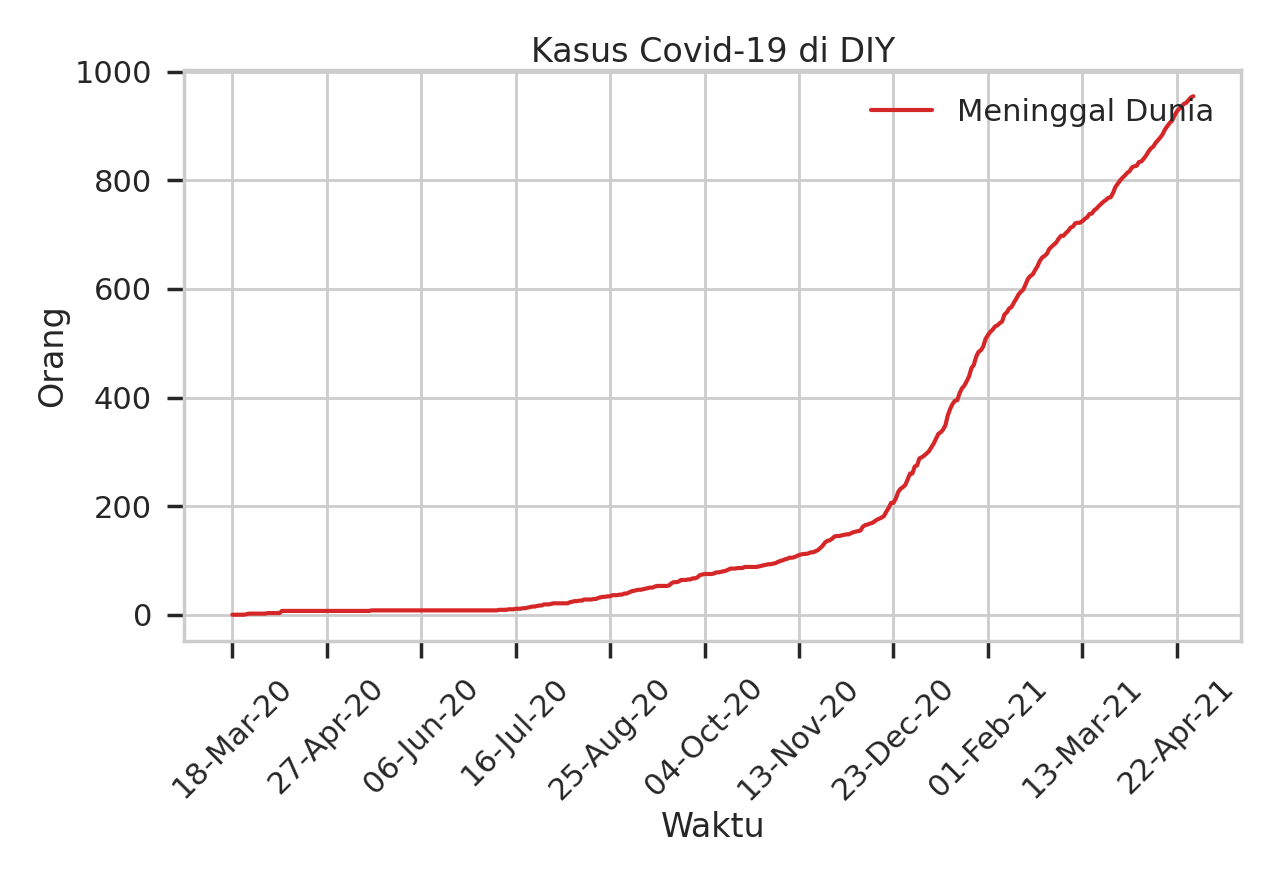 Kasus Covid-19 di DIY
Meninggal Dunia
Orang
1000
800
600
400
200
0
18-Mar-20
27-Apr-20
06-Jun-20
16-Jul-20
25-Aug-20
04-Oct-20
13-Nov-20
23-Dec-20
01-Feb-21
13-Mar-21
22-Apr-21
Waktu